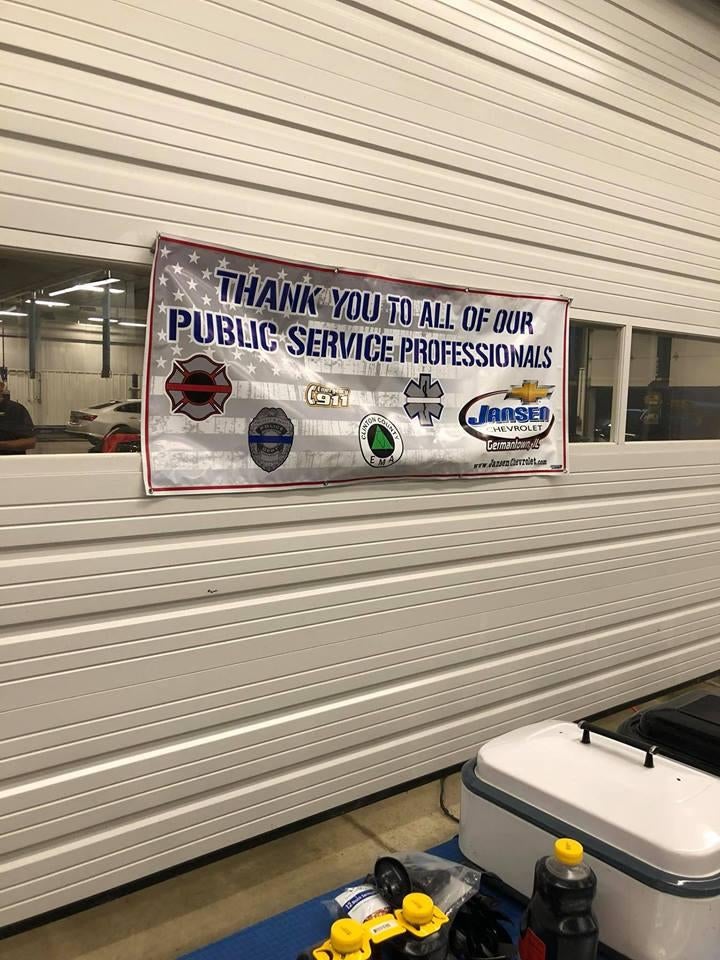 THANK YOU TO ALL OF OUR
PUBLIC SERVICE PROFESSIONALS
911
CLINTON COUNTY
EMA
JANSEN
CHEVROLET
Germantown, IL
www.JansenChevrolet.com